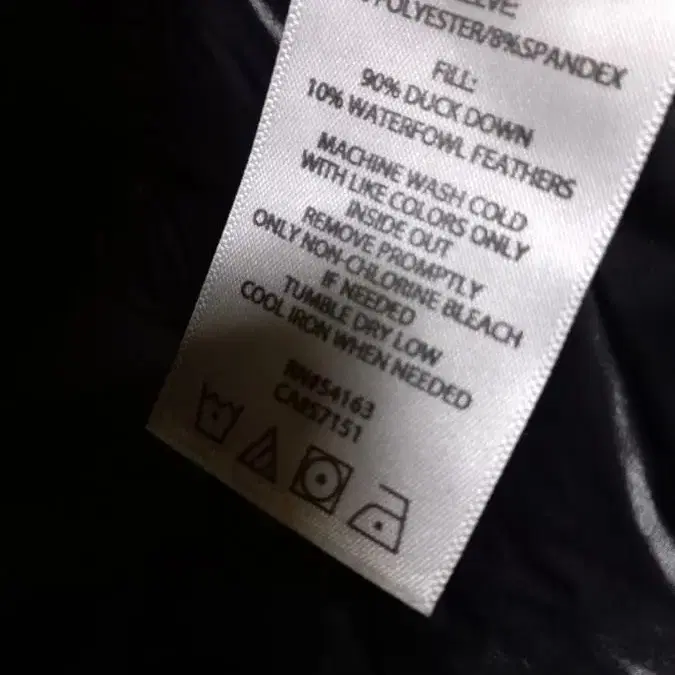 POLYESTER/8%SPANDEX
FILL:
90% DUCK DOWN
10% WATERFOWL FEATHERS
MACHINE WASH COLD
WITH LIKE COLORS ONLY
INSIDE OUT
REMOVE PROMPTLY
ONLY NON-CHLORINE BLEACH
IF NEEDED
TUMBLE DRY LOW
COOL IRON WHEN NEEDED
RN#54163
CA#57151